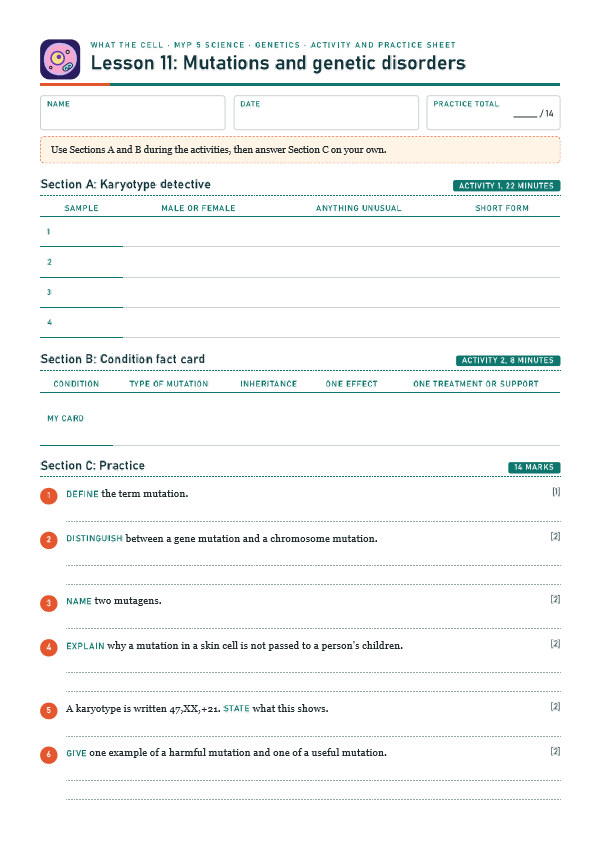 WHAT THE CELL · MYP 5 SCIENCE · GENETICS · ACTIVITY AND PRACTICE SHEET
Lesson 11: Mutations and genetic disorders
NAME
DATE
PRACTICE TOTAL
_____ / 14
Use Sections A and B during the activities, then answer Section C on your own.
Section A: Karyotype detective
ACTIVITY 1, 22 MINUTES
SAMPLE MALE OR FEMALE ANYTHING UNUSUAL SHORT FORM
1
2
3
4
Section B: Condition fact card
ACTIVITY 2, 8 MINUTES
CONDITION TYPE OF MUTATION INHERITANCE ONE EFFECT ONE TREATMENT OR SUPPORT
MY CARD
Section C: Practice
14 MARKS
1 DEFINE the term mutation. [1]
2 DISTINGUISH between a gene mutation and a chromosome mutation. [2]
3 NAME two mutagens. [2]
4 EXPLAIN why a mutation in a skin cell is not passed to a person's children. [2]
5 A karyotype is written 47,XX,+21. STATE what this shows. [2]
6 GIVE one example of a harmful mutation and one of a useful mutation. [2]